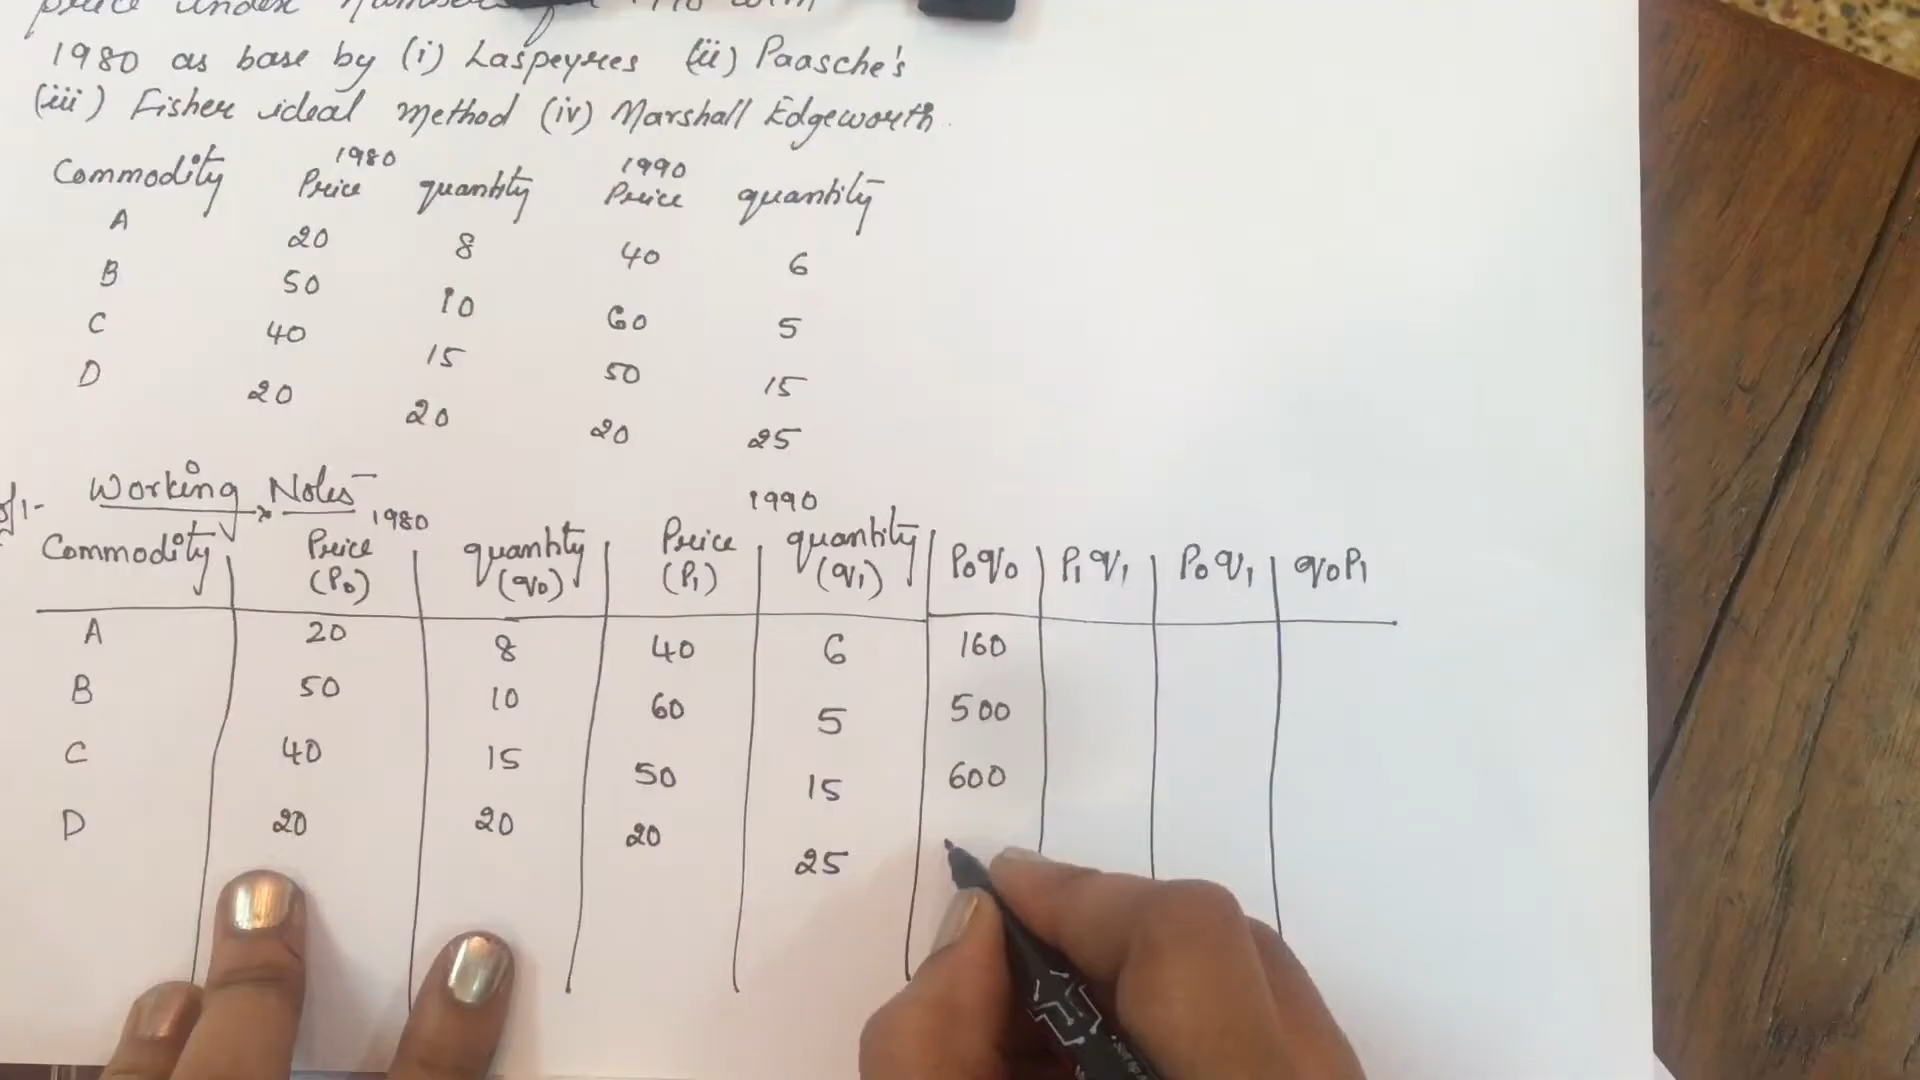 price index
1980 as base by (i) Laspeyres (ii) Paasche's
(iii) Fisher ideal method (iv) Marshall Edgeworth.
1980 1990
Commodity Price quantity Price quantity
A 20 8 40 6
B 50 10 60 5
C 40 15 50 15
D 20 20 20 25
Working Notes
1980 1990
Commodity Price (P0) quantity (q0) Price (P1) quantity (q1) P0q0 P1q1 P0q1 q0P1
A 20 8 40 6 160
B 50 10 60 5 500
C 40 15 50 15 600
D 20 20 20 25